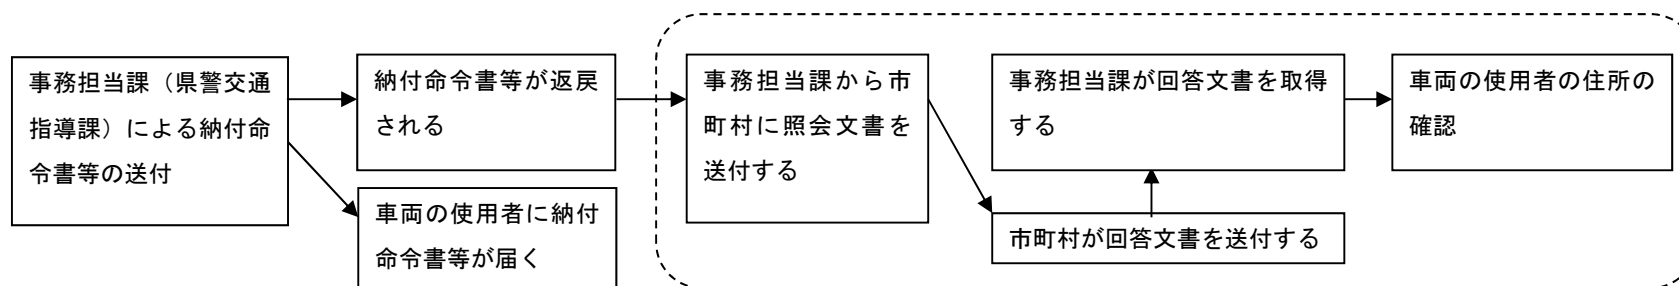 事務担当課（県警交通
指導課）による納付命
令書等の送付
納付命令書等が返戻
される
車両の使用者に納付
命令書等が届く
事務担当課から市
町村に照会文書を
送付する
市町村が回答文書を送付する
事務担当課が回答文書を取得
する
車両の使用者の住所の
確認